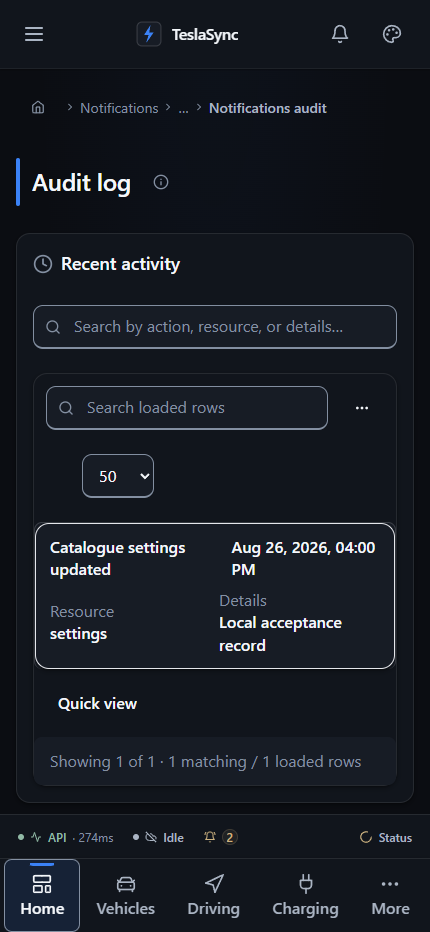 TeslaSync
Notifications
...
Notifications audit
Audit log
Recent activity
Search by action, resource, or details...
Search loaded rows
50
Catalogue settings updated
Aug 26, 2026, 04:00 PM
Resource
settings
Details
Local acceptance record
Quick view
Showing 1 of 1 · 1 matching / 1 loaded rows
API · 274ms
Idle
2
Status
Home
Vehicles
Driving
Charging
More